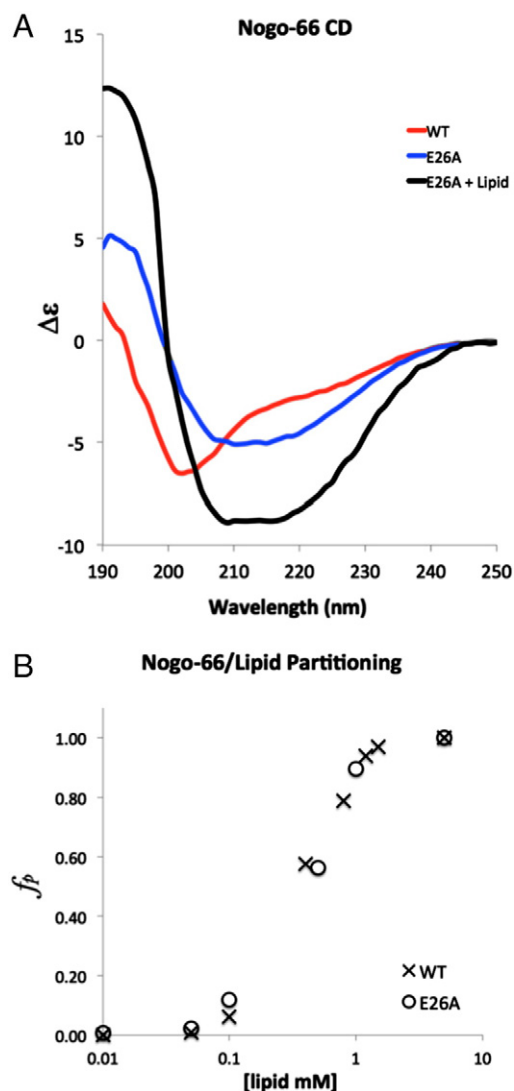 A
Nogo-66 CD
15
10
5
0
-5
-10
Δε
WT
E26A
E26A + Lipid
190 200 210 220 230 240 250
Wavelength (nm)
B
Nogo-66/Lipid Partitioning
1.00
0.80
0.60
0.40
0.20
0.00
fp
WT
E26A
0.01 0.1 1 10
[lipid mM]